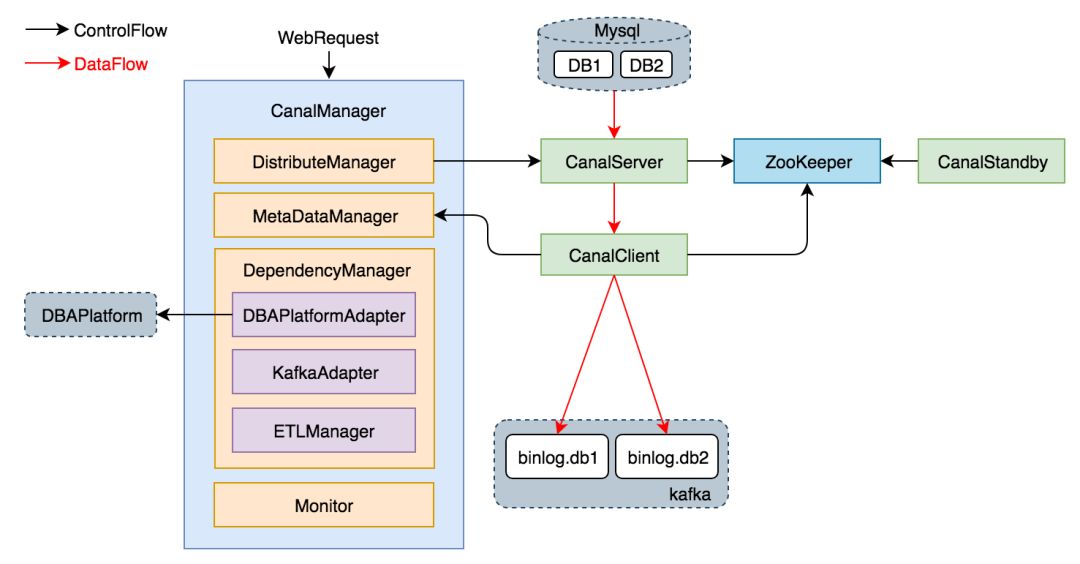 ControlFlow
DataFlow
WebRequest
Mysql
DB1
DB2
CanalManager
DistributeManager
CanalServer
ZooKeeper
CanalStandby
MetaDataManager
CanalClient
DependencyManager
DBAPlatform
DBAPlatformAdapter
KafkaAdapter
ETLManager
binlog.db1
binlog.db2
kafka
Monitor